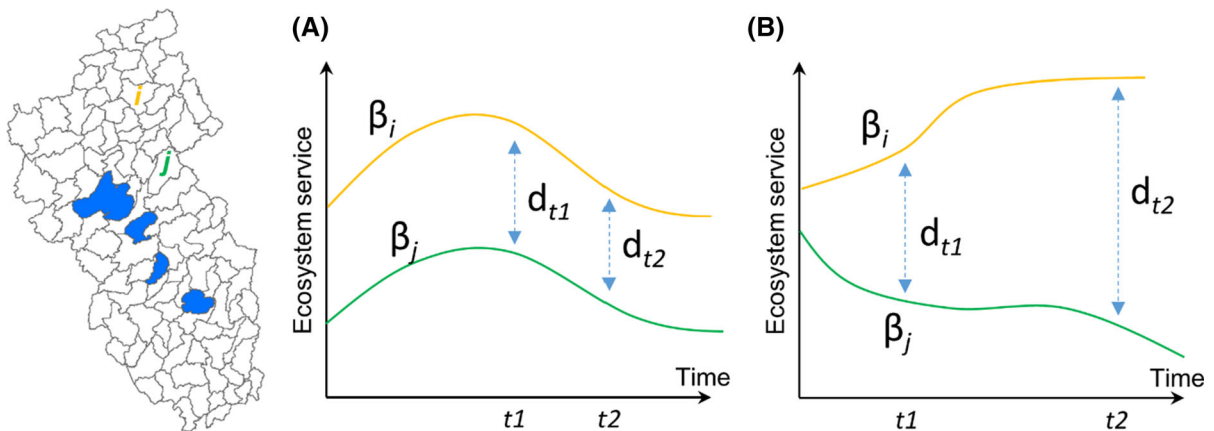 i
j
(A)
Ecosystem service
βi
βj
dt1
dt2
Time
t1
t2
(B)
Ecosystem service
βi
βj
dt1
dt2
Time
t1
t2